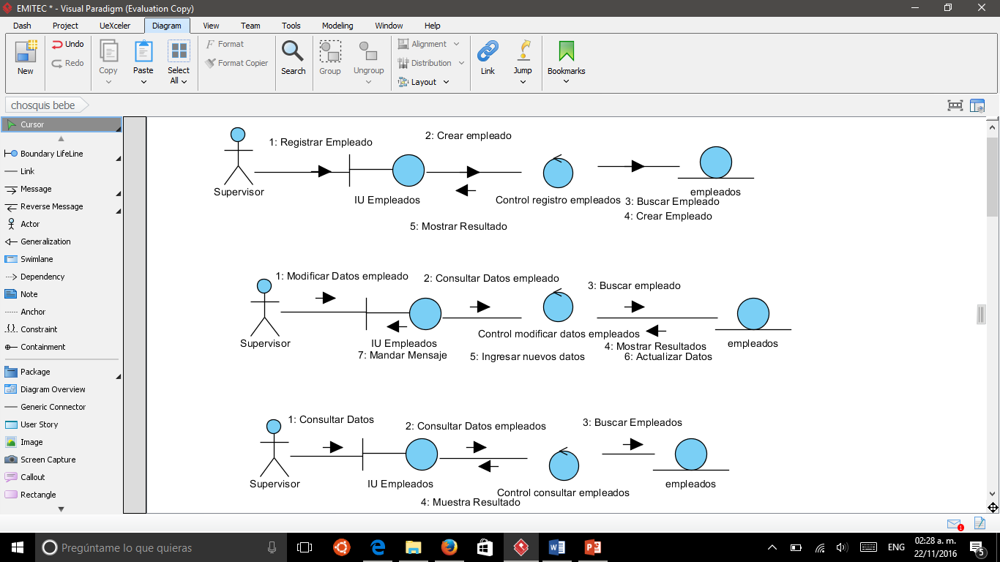 EMITEC * - Visual Paradigm (Evaluation Copy)
Dash Project UeXceler Diagram View Team Tools Modeling Window Help
New
Undo
Redo
Copy
Paste
Select All
Format
Format Copier
Search
Group
Ungroup
Alignment
Distribution
Layout
Link
Jump
Bookmarks
chosquis bebe
Cursor
Boundary LifeLine
Link
Message
Reverse Message
Actor
Generalization
Swimlane
Dependency
Note
Anchor
Constraint
Containment
Package
Diagram Overview
Generic Connector
User Story
Image
Screen Capture
Callout
Rectangle
1: Registrar Empleado
2: Crear empleado
Supervisor
IU Empleados
Control registro empleados
empleados
3: Buscar Empleado
4: Crear Empleado
5: Mostrar Resultado
1: Modificar Datos empleado
2: Consultar Datos empleado
3: Buscar empleado
Supervisor
IU Empleados
Control modificar datos empleados
empleados
4: Mostrar Resultados
7: Mandar Mensaje
5: Ingresar nuevos datos
6: Actualizar Datos
1: Consultar Datos
2: Consultar Datos empleados
3: Buscar Empleados
Supervisor
IU Empleados
Control consultar empleados
empleados
4: Muestra Resultado
1
Pregúntame lo que quieras
ENG
02:28 a. m.
22/11/2016
5